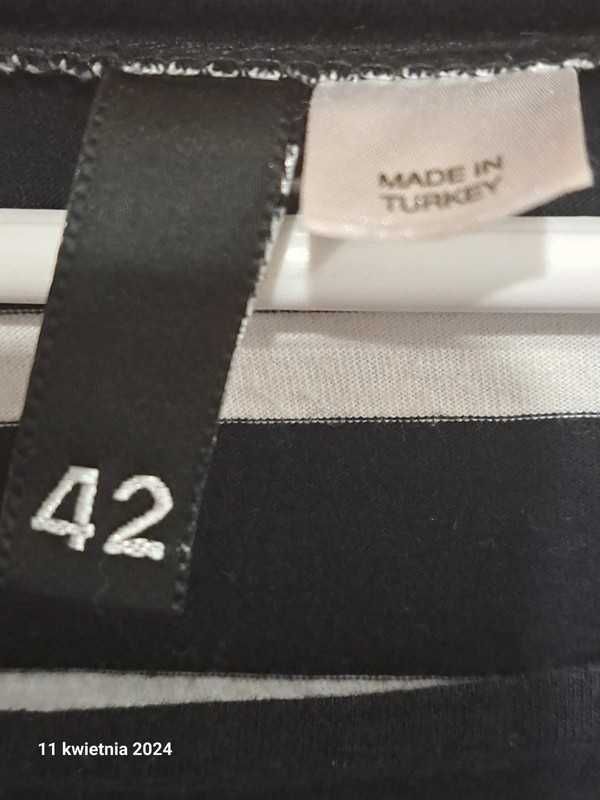 MADE IN
TURKEY
42
11 kwietnia 2024